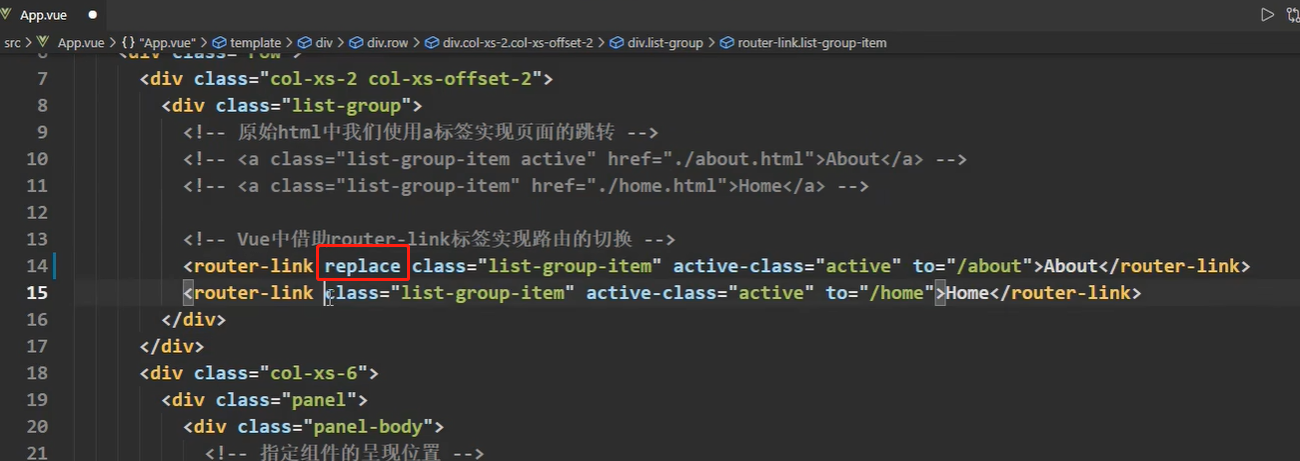 App.vue
src > App.vue > {} "App.vue" > template > div > div.row > div.col-xs-2.col-xs-offset-2 > div.list-group > router-link.list-group-item
6 <div class="row">
7 <div class="col-xs-2 col-xs-offset-2">
8 <div class="list-group">
9 <!-- 原始html中我们使用a标签实现页面的跳转 -->
10 <!-- <a class="list-group-item active" href="./about.html">About</a> -->
11 <!-- <a class="list-group-item" href="./home.html">Home</a> -->
12
13 <!-- Vue中借助router-link标签实现路由的切换 -->
14 <router-link replace class="list-group-item" active-class="active" to="/about">About</router-link>
15 <router-link class="list-group-item" active-class="active" to="/home">Home</router-link>
16 </div>
17 </div>
18 <div class="col-xs-6">
19 <div class="panel">
20 <div class="panel-body">
21 <!-- 指定组件的呈现位置 -->